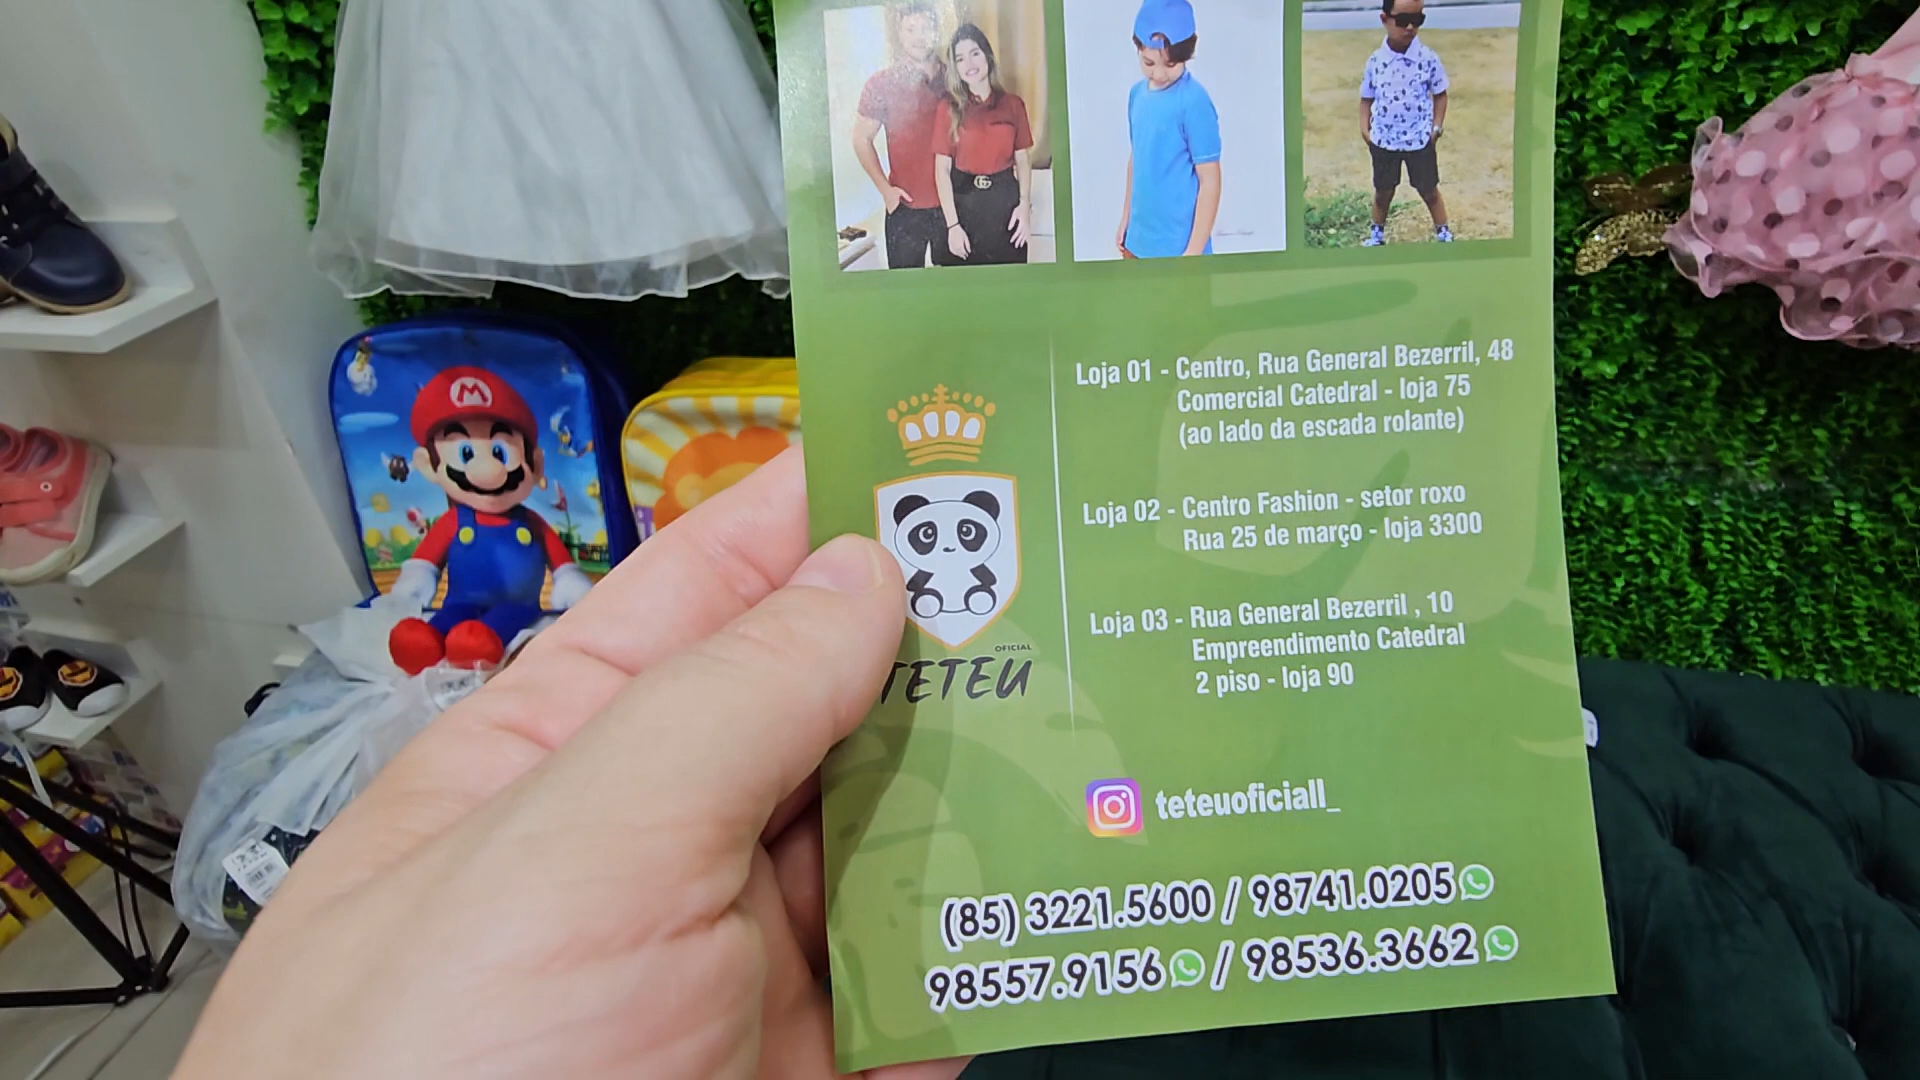 Loja 01 - Centro, Rua General Bezerril, 48
Comercial Catedral - loja 75
(ao lado da escada rolante)
Loja 02 - Centro Fashion - setor roxo
Rua 25 de março - loja 3300
Loja 03 - Rua General Bezerril , 10
Empreendimento Catedral
2 piso - loja 90
OFICIAL
TETEU
teteuoficiall_
(85) 3221.5600 / 98741.0205
98557.9156 / 98536.3662
M